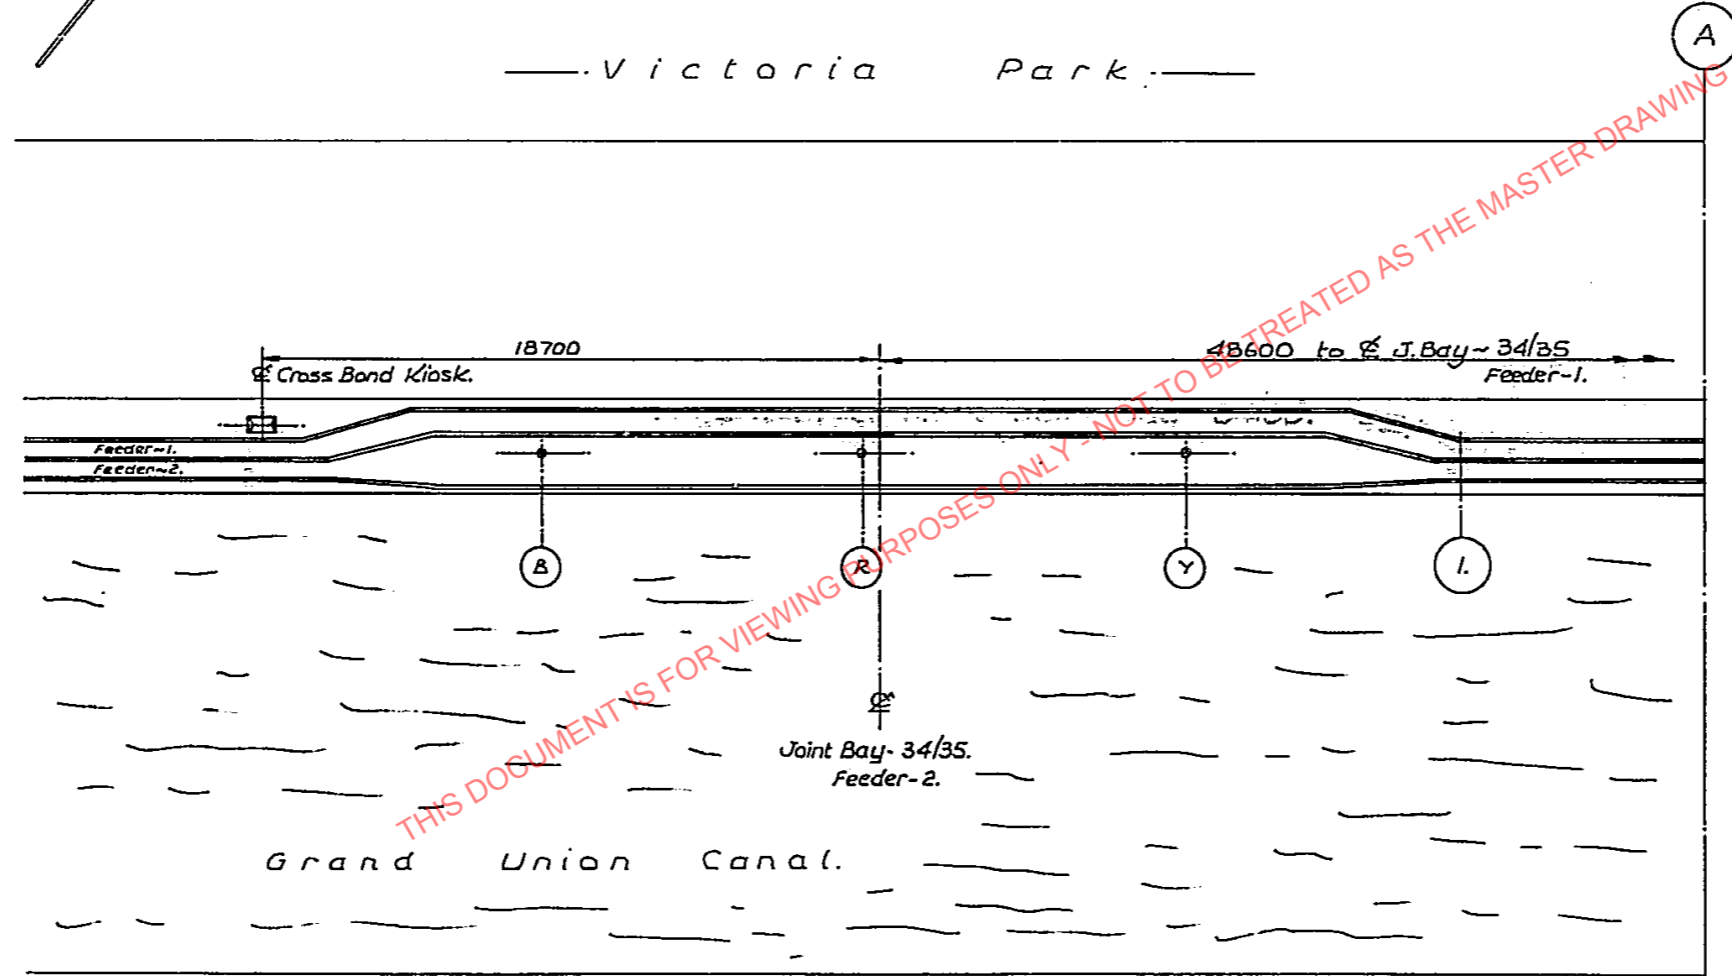 A
Victoria Park
THIS DOCUMENT IS FOR VIEWING PURPOSES ONLY - NOT TO BE TREATED AS THE MASTER DRAWING
18700
48600 to ℄ J.Bay~34/35
Feeder-1.
℄ Cross Bond Kiosk.
Feeder~1.
Feeder~2.
B
R
Y
1.
℄
Joint Bay-34/35.
Feeder-2.
Grand Union Canal.